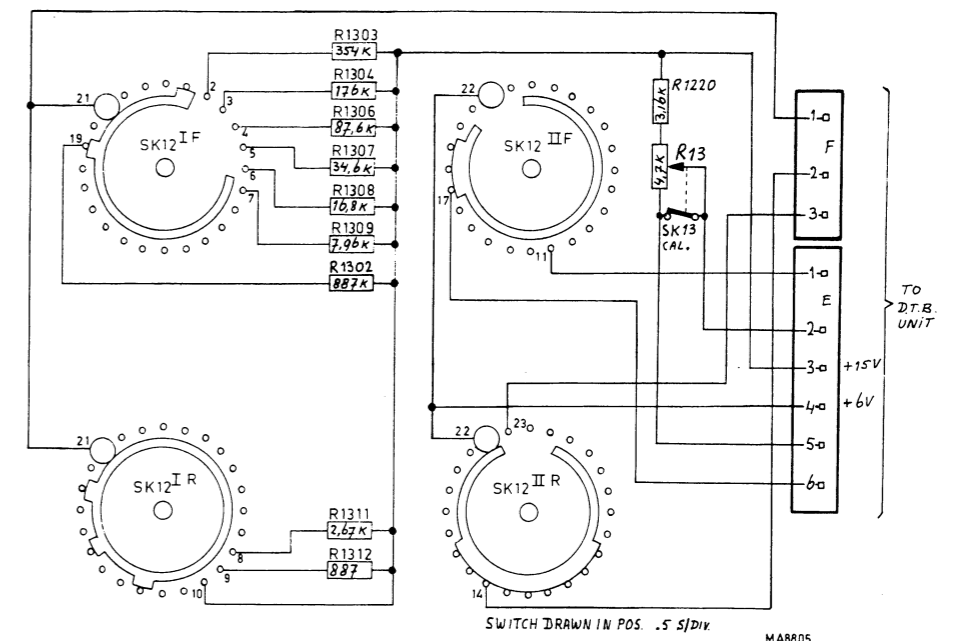 R1303
354K
R1304
176K
R1306
87,6K
R1307
34,6K
R1308
16,8K
R1309
7,96K
R1302
887K
21
2
3
4
5
6
7
19
SK12 I F
22
SK12 II F
17
11
R1220
3,16K
R13
4,7K
SK13
CAL.
1
F
2
3
1
E
2
3
+15V
4
+6V
5
6
TO
D.T.B.
UNIT
21
SK12 I R
8
9
10
R1311
2,67K
R1312
887
22
23
SK12 II R
14
SWITCH DRAWN IN POS. .5 S/DIV.
MA8805